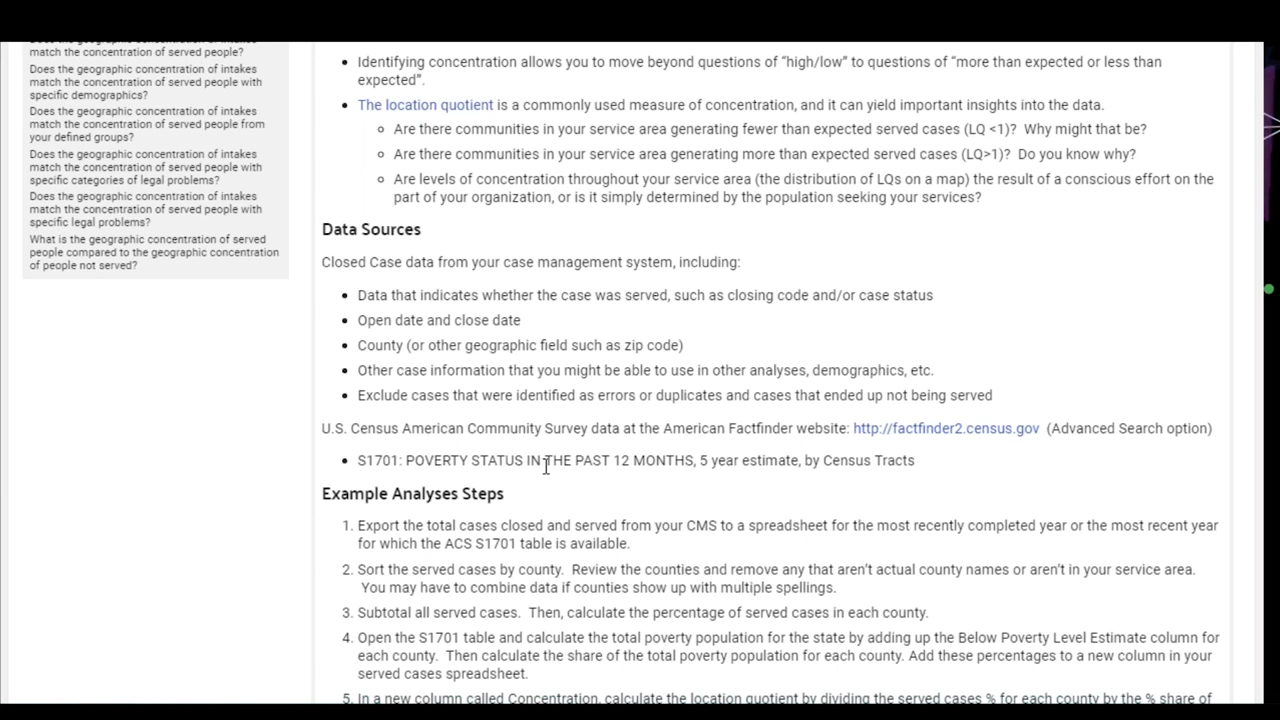 match the concentration of served people?
Does the geographic concentration of intakes
match the concentration of served people with
specific demographics?
Does the geographic concentration of intakes
match the concentration of served people from
your defined groups?
Does the geographic concentration of intakes
match the concentration of served people with
specific categories of legal problems?
Does the geographic concentration of intakes
match the concentration of served people with
specific legal problems?
What is the geographic concentration of served
people compared to the geographic concentration
of people not served?
• Identifying concentration allows you to move beyond questions of “high/low” to questions of “more than expected or less than
expected”.
• The location quotient is a commonly used measure of concentration, and it can yield important insights into the data.
○ Are there communities in your service area generating fewer than expected served cases (LQ <1)?  Why might that be?
○ Are there communities in your service area generating more than expected served cases (LQ>1)?  Do you know why?
○ Are levels of concentration throughout your service area (the distribution of LQs on a map) the result of a conscious effort on the
part of your organization, or is it simply determined by the population seeking your services?
Data Sources
Closed Case data from your case management system, including:
• Data that indicates whether the case was served, such as closing code and/or case status
• Open date and close date
• County (or other geographic field such as zip code)
• Other case information that you might be able to use in other analyses, demographics, etc.
• Exclude cases that were identified as errors or duplicates and cases that ended up not being served
U.S. Census American Community Survey data at the American Factfinder website: http://factfinder2.census.gov  (Advanced Search option)
• S1701: POVERTY STATUS IN THE PAST 12 MONTHS, 5 year estimate, by Census Tracts
Example Analyses Steps
1. Export the total cases closed and served from your CMS to a spreadsheet for the most recently completed year or the most recent year
for which the ACS S1701 table is available.
2. Sort the served cases by county.  Review the counties and remove any that aren’t actual county names or aren’t in your service area.
You may have to combine data if counties show up with multiple spellings.
3. Subtotal all served cases.  Then, calculate the percentage of served cases in each county.
4. Open the S1701 table and calculate the total poverty population for the state by adding up the Below Poverty Level Estimate column for
each county.  Then calculate the share of the total poverty population for each county. Add these percentages to a new column in your
served cases spreadsheet.
5. In a new column called Concentration, calculate the location quotient by dividing the served cases % for each county by the % share of